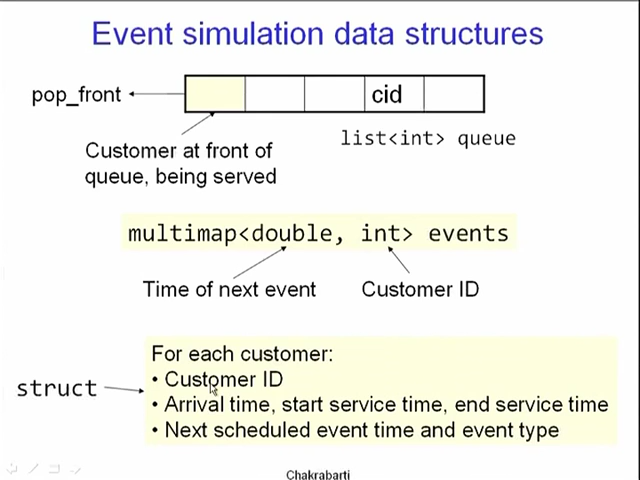 Event simulation data structures
pop_front
cid
list<int> queue
Customer at front of
queue, being served
multimap<double, int> events
Time of next event
Customer ID
struct
For each customer:
• Customer ID
• Arrival time, start service time, end service time
• Next scheduled event time and event type
Chakrabarti